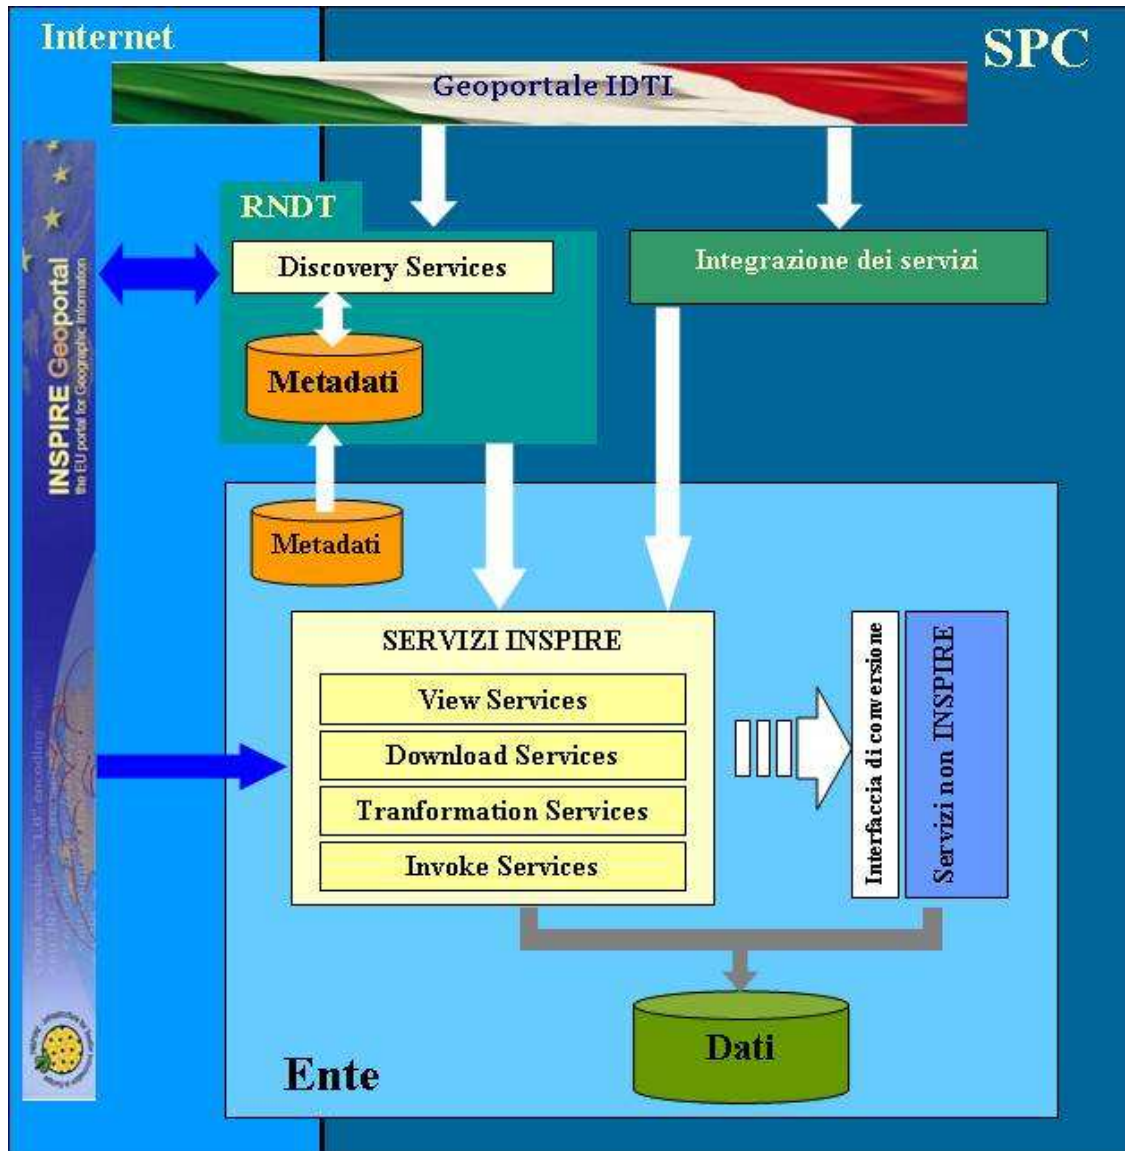 Internet
SPC
Geoportale IDTI
RNDT
Discovery Services
Integrazione dei servizi
Metadati
INSPIRE Geoportal
the EU portal for Geographic Information
Metadati
SERVIZI INSPIRE
View Services
Download Services
Tranformation Services
Invoke Services
Interfaccia di conversione
Servizi non INSPIRE
Dati
Ente